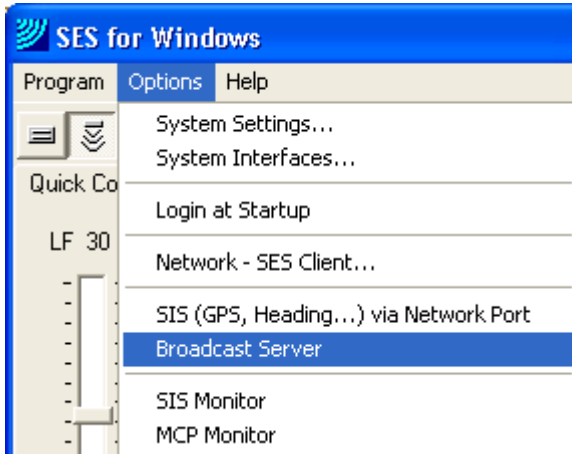 SES for Windows
Program Options Help
System Settings...
System Interfaces...
Quick Co
Login at Startup
LF 30
Network - SES Client...
SIS (GPS, Heading...) via Network Port
Broadcast Server
SIS Monitor
MCP Monitor